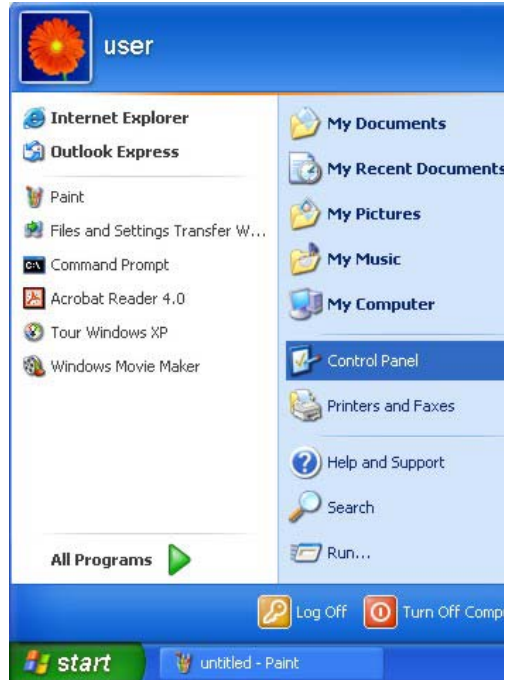 user
Internet Explorer
Outlook Express
Paint
Files and Settings Transfer W...
Command Prompt
Acrobat Reader 4.0
Tour Windows XP
Windows Movie Maker
All Programs
My Documents
My Recent Documents
My Pictures
My Music
My Computer
Control Panel
Printers and Faxes
Help and Support
Search
Run...
Log Off
Turn Off Comp
start
untitled - Paint